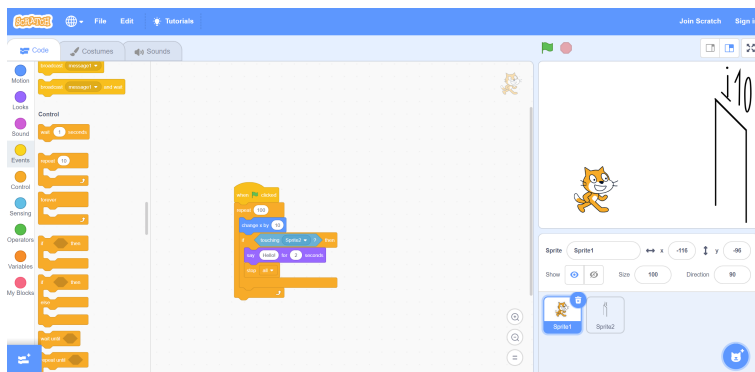 SCRATCH File Edit Tutorials Join Scratch Sign i
Code Costumes Sounds
Motion
Looks
Sound
Events
Control
Sensing
Operators
Variables
My Blocks
broadcast message1
broadcast message1 and wait
Control
wait 1 seconds
repeat 10
forever
if then
if then
else
wait until
repeat until
when clicked
repeat 100
change x by 10
if touching Sprite2 ? then
say Hello! for 2 seconds
stop all
i10
Sprite Sprite1 x -116 y -96
Show Size 100 Direction 90
Sprite1 Sprite2